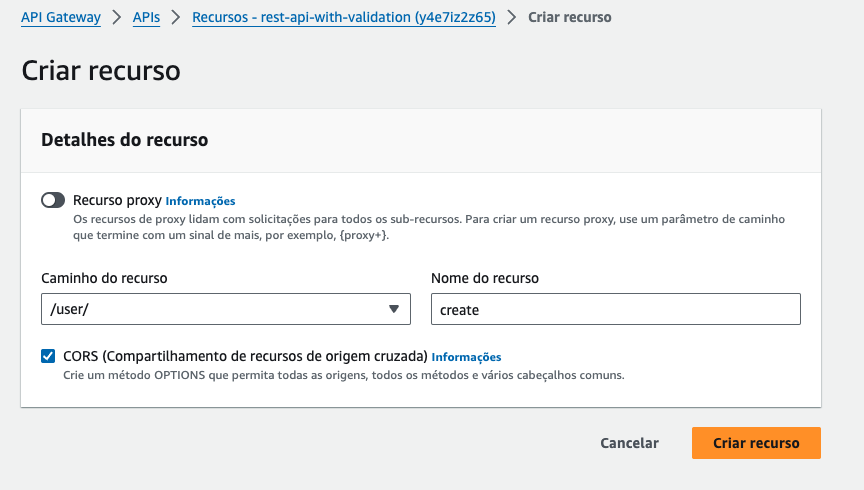 API Gateway > APIs > Recursos - rest-api-with-validation (y4e7iz2z65) > Criar recurso
Criar recurso
Detalhes do recurso
Recurso proxy Informações
Os recursos de proxy lidam com solicitações para todos os sub-recursos. Para criar um recurso proxy, use um parâmetro de caminho
que termine com um sinal de mais, por exemplo, {proxy+}.
Caminho do recurso
/user/
Nome do recurso
create
CORS (Compartilhamento de recursos de origem cruzada) Informações
Crie um método OPTIONS que permita todas as origens, todos os métodos e vários cabeçalhos comuns.
Cancelar
Criar recurso